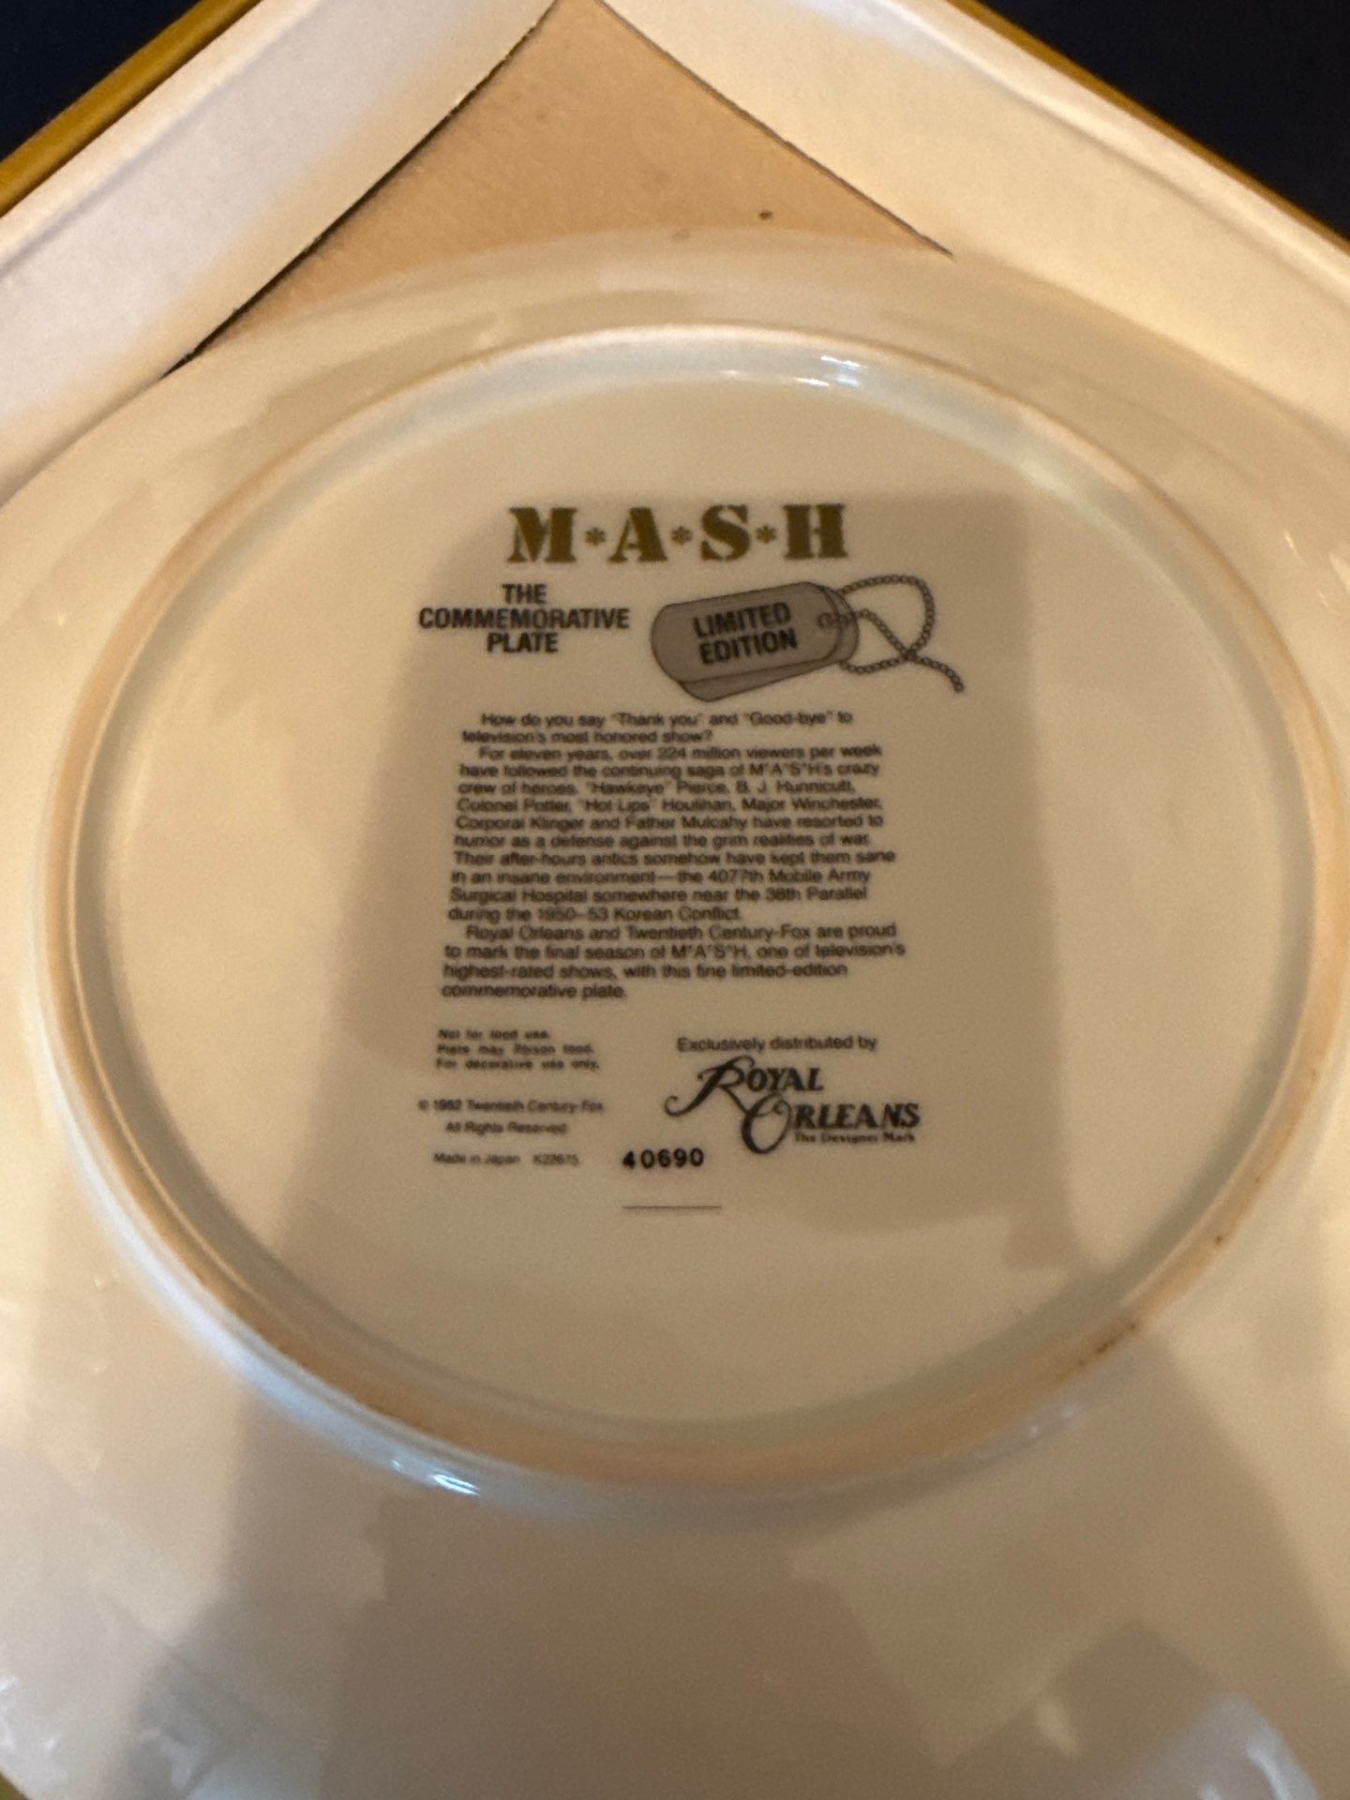 M*A*S*H
THE
COMMEMORATIVE
PLATE
LIMITED
EDITION
How do you say "Thank you" and "Good-bye" to
television's most honored show?
For eleven years, over 224 million viewers per week
have followed the continuing saga of M*A*S*H's crazy
crew of heroes. "Hawkeye" Pierce, B. J. Hunnicutt,
Colonel Potter, "Hot Lips" Houlihan, Major Winchester,
Corporal Klinger and Father Mulcahy have resorted to
humor as a defense against the grim realities of war.
Their after-hours antics somehow have kept them sane
in an insane environment—the 4077th Mobile Army
Surgical Hospital somewhere near the 38th Parallel
during the 1950–53 Korean Conflict.
Royal Orleans and Twentieth Century-Fox are proud
to mark the final season of M*A*S*H, one of television's
highest-rated shows, with this fine limited-edition
commemorative plate.
Not for food use.
Plate may Poison food.
For decorative use only.
© 1982 Twentieth Century-Fox
All Rights Reserved
Made in Japan K22675
40690
Exclusively distributed by
ROYAL
ORLEANS
The Designer Mark